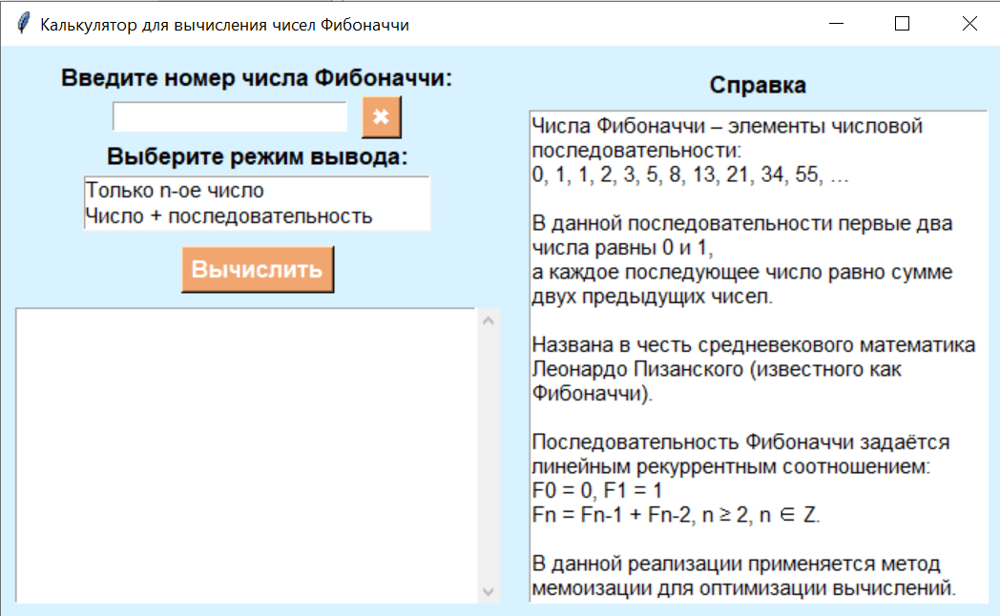 Калькулятор для вычисления чисел Фибоначчи
Введите номер числа Фибоначчи:
✖
Выберите режим вывода:
Только n-ое число
Число + последовательность
Вычислить
Справка
Числа Фибоначчи – элементы числовой
последовательности:
0, 1, 1, 2, 3, 5, 8, 13, 21, 34, 55, …
В данной последовательности первые два
числа равны 0 и 1,
а каждое последующее число равно сумме
двух предыдущих чисел.
Названа в честь средневекового математика
Леонардо Пизанского (известного как
Фибоначчи).
Последовательность Фибоначчи задаётся
линейным рекуррентным соотношением:
F0 = 0, F1 = 1
Fn = Fn-1 + Fn-2, n ≥ 2, n ∈ Z.
В данной реализации применяется метод
мемоизации для оптимизации вычислений.